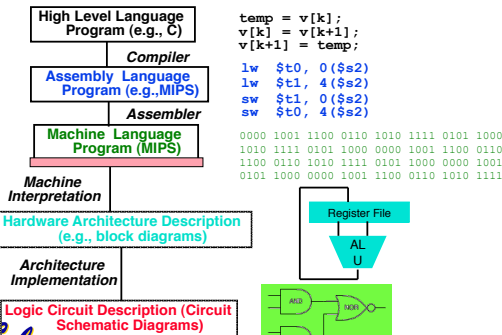 High Level Language
Program (e.g., C)
Compiler
Assembly Language
Program (e.g.,MIPS)
Assembler
Machine Language
Program (MIPS)
Machine
Interpretation
Hardware Architecture Description
(e.g., block diagrams)
Architecture
Implementation
Logic Circuit Description (Circuit
Schematic Diagrams)
temp = v[k];
v[k] = v[k+1];
v[k+1] = temp;
lw $t0, 0($s2)
lw $t1, 4($s2)
sw $t1, 0($s2)
sw $t0, 4($s2)
0000 1001 1100 0110 1010 1111 0101 1000
1010 1111 0101 1000 0000 1001 1100 0110
1100 0110 1010 1111 0101 1000 0000 1001
0101 1000 0000 1001 1100 0110 1010 1111
Register File
AL
U
AND
NOR